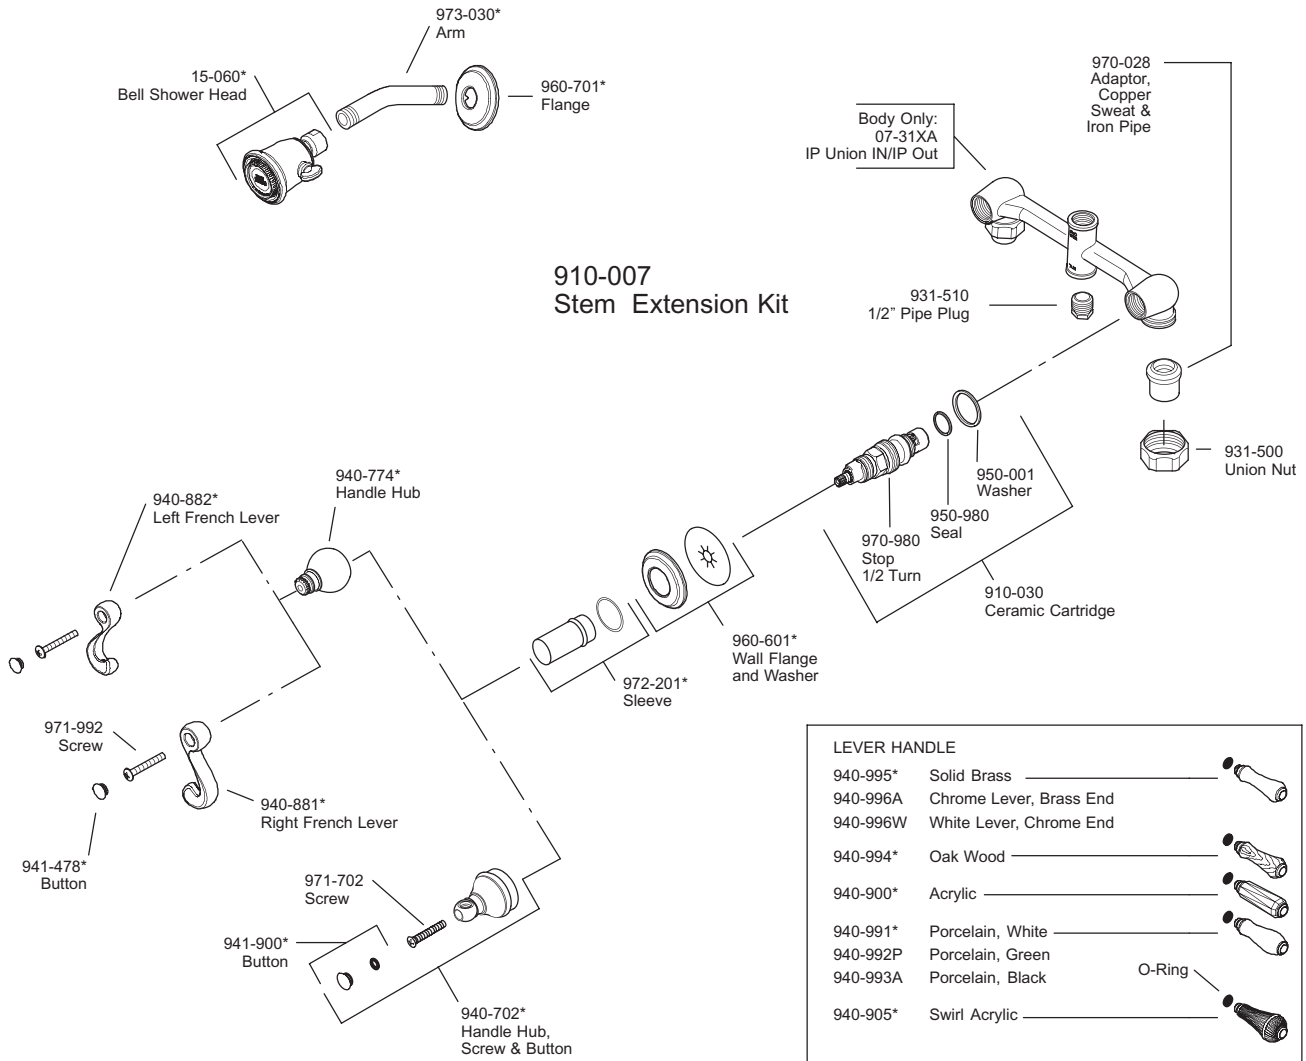 973-030*
Arm
15-060*
Bell Shower Head
960-701*
Flange
970-028
Adaptor,
Copper
Sweat &
Iron Pipe
Body Only:
07-31XA
IP Union IN/IP Out
910-007
Stem Extension Kit
931-510
1/2" Pipe Plug
931-500
Union Nut
950-001
Washer
950-980
Seal
970-980
Stop
1/2 Turn
910-030
Ceramic Cartridge
940-774*
Handle Hub
940-882*
Left French Lever
960-601*
Wall Flange
and Washer
972-201*
Sleeve
971-992
Screw
940-881*
Right French Lever
941-478*
Button
971-702
Screw
941-900*
Button
940-702*
Handle Hub,
Screw & Button
LEVER HANDLE
940-995* Solid Brass
940-996A Chrome Lever, Brass End
940-996W White Lever, Chrome End
940-994* Oak Wood
940-900* Acrylic
940-991* Porcelain, White
940-992P Porcelain, Green
940-993A Porcelain, Black
O-Ring
940-905* Swirl Acrylic